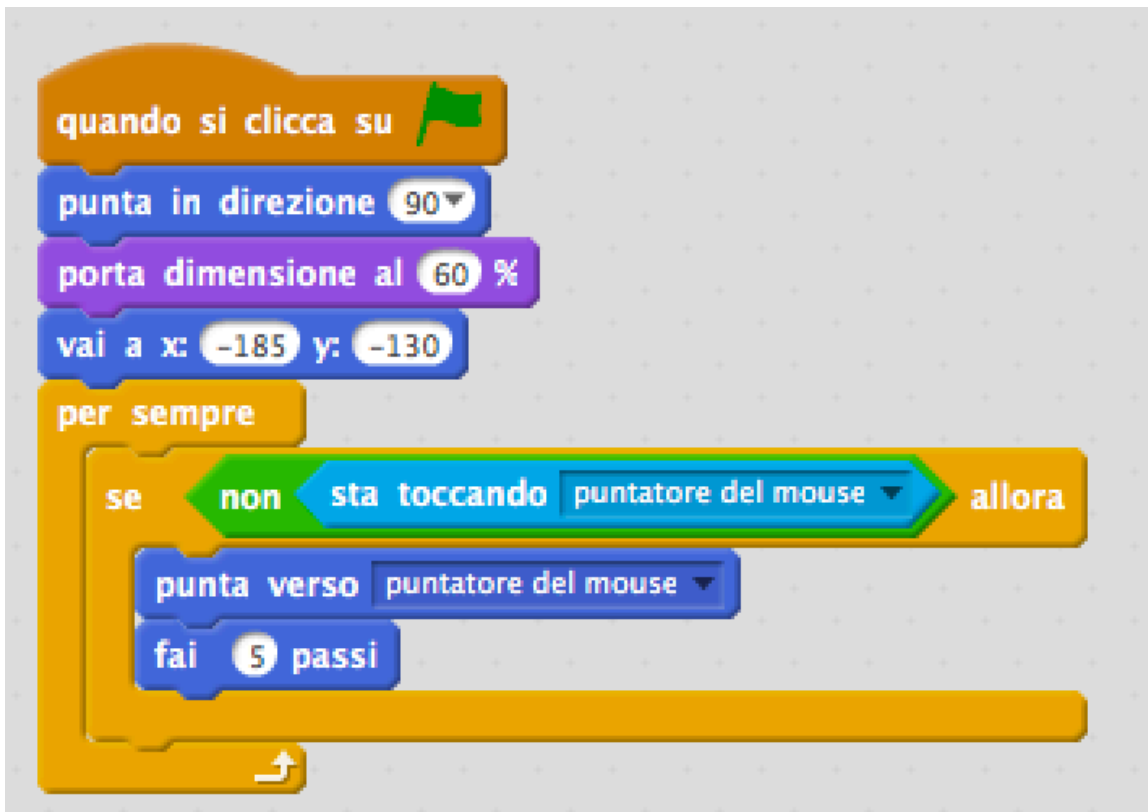 quando si clicca su
punta in direzione 90
porta dimensione al 60 %
vai a x: -185 y: -130
per sempre
se non sta toccando puntatore del mouse allora
punta verso puntatore del mouse
fai 5 passi